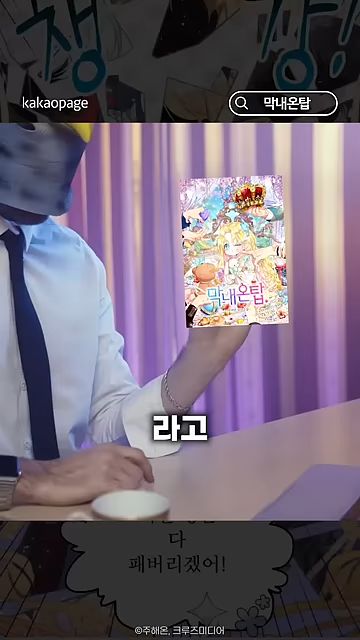 챙
강!
kakaopage
막내온탑
막내온탑
라고
다
패버리겠어!
©주해온, 크루즈미디어